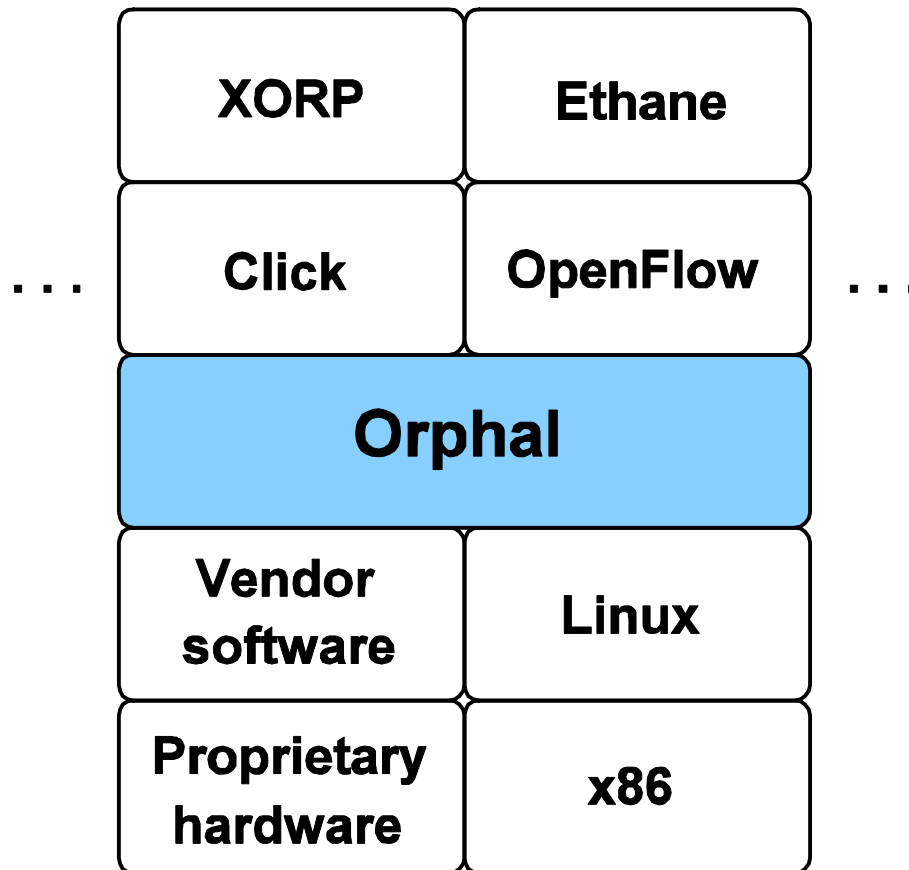 XORP
Ethane
Click
OpenFlow
. . .
. . .
Orphal
Vendor
software
Linux
Proprietary
hardware
x86